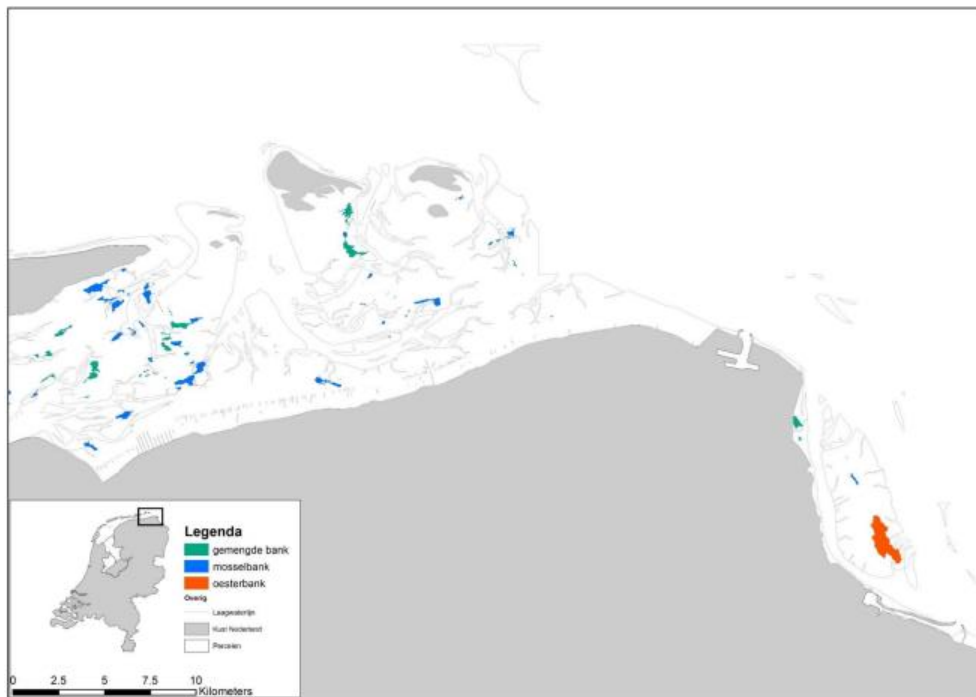 Legenda
gemengde bank
mosselbank
oesterbank
Overig
Laagwaterlijn
Kust Nederland
Percelen
0 2.5 5 7.5 10
Kilometers